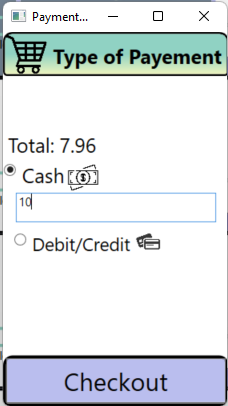 Payment...
Type of Payement
Total: 7.96
Cash
10
Debit/Credit
Checkout